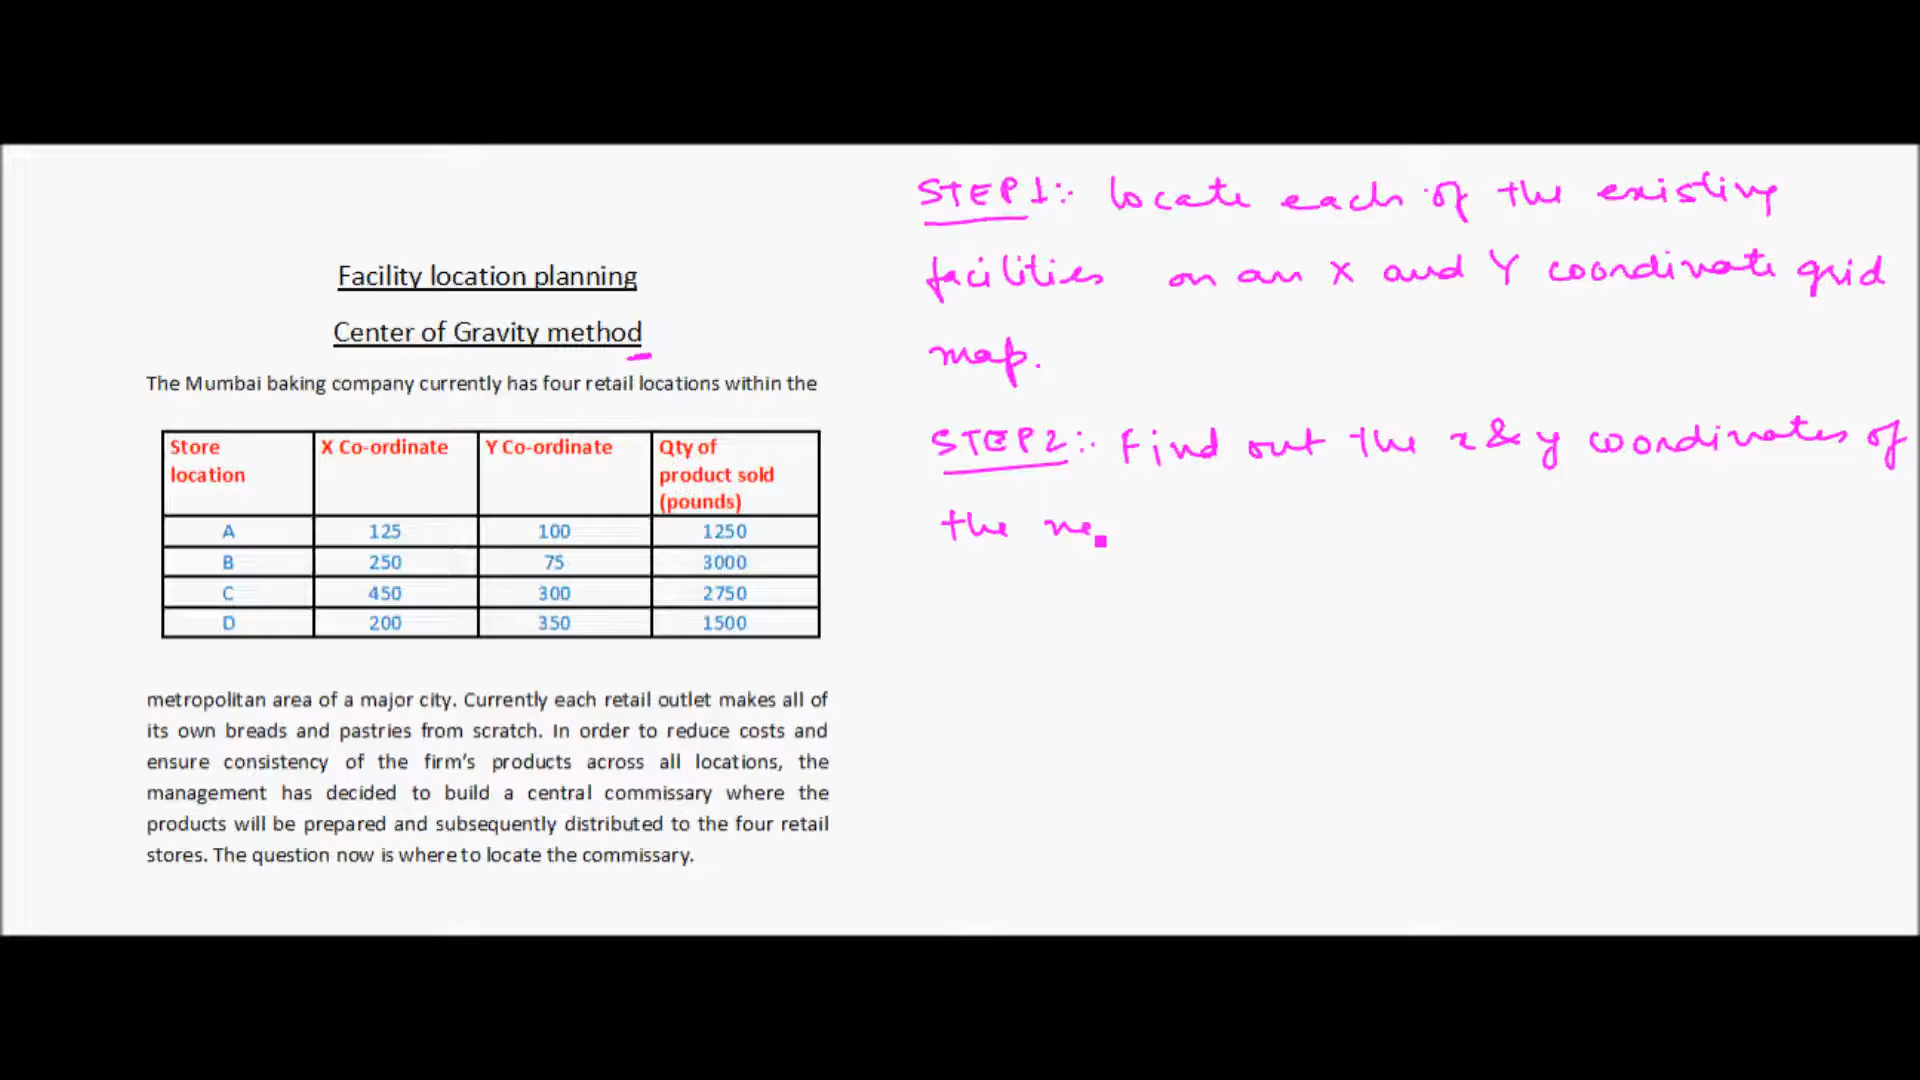 Facility location planning
Center of Gravity method
The Mumbai baking company currently has four retail locations within the
Store location X Co-ordinate Y Co-ordinate Qty of product sold (pounds)
A 125 100 1250
B 250 75 3000
C 450 300 2750
D 200 350 1500
metropolitan area of a major city. Currently each retail outlet makes all of
its own breads and pastries from scratch. In order to reduce costs and
ensure consistency of the firm's products across all locations, the
management has decided to build a central commissary where the
products will be prepared and subsequently distributed to the four retail
stores. The question now is where to locate the commissary.
STEP1:- Locate each of the existing
facilities on an X and Y coordinate grid
map.
STEP2:- Find out the x & y coordinates of
the ne